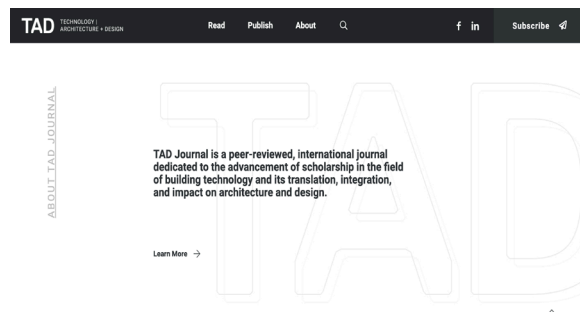 TAD
TECHNOLOGY |
ARCHITECTURE + DESIGN
Read Publish About
f in
Subscribe
ABOUT TAD JOURNAL
TAD
TAD Journal is a peer-reviewed, international journal
dedicated to the advancement of scholarship in the field
of building technology and its translation, integration,
and impact on architecture and design.
Learn More →